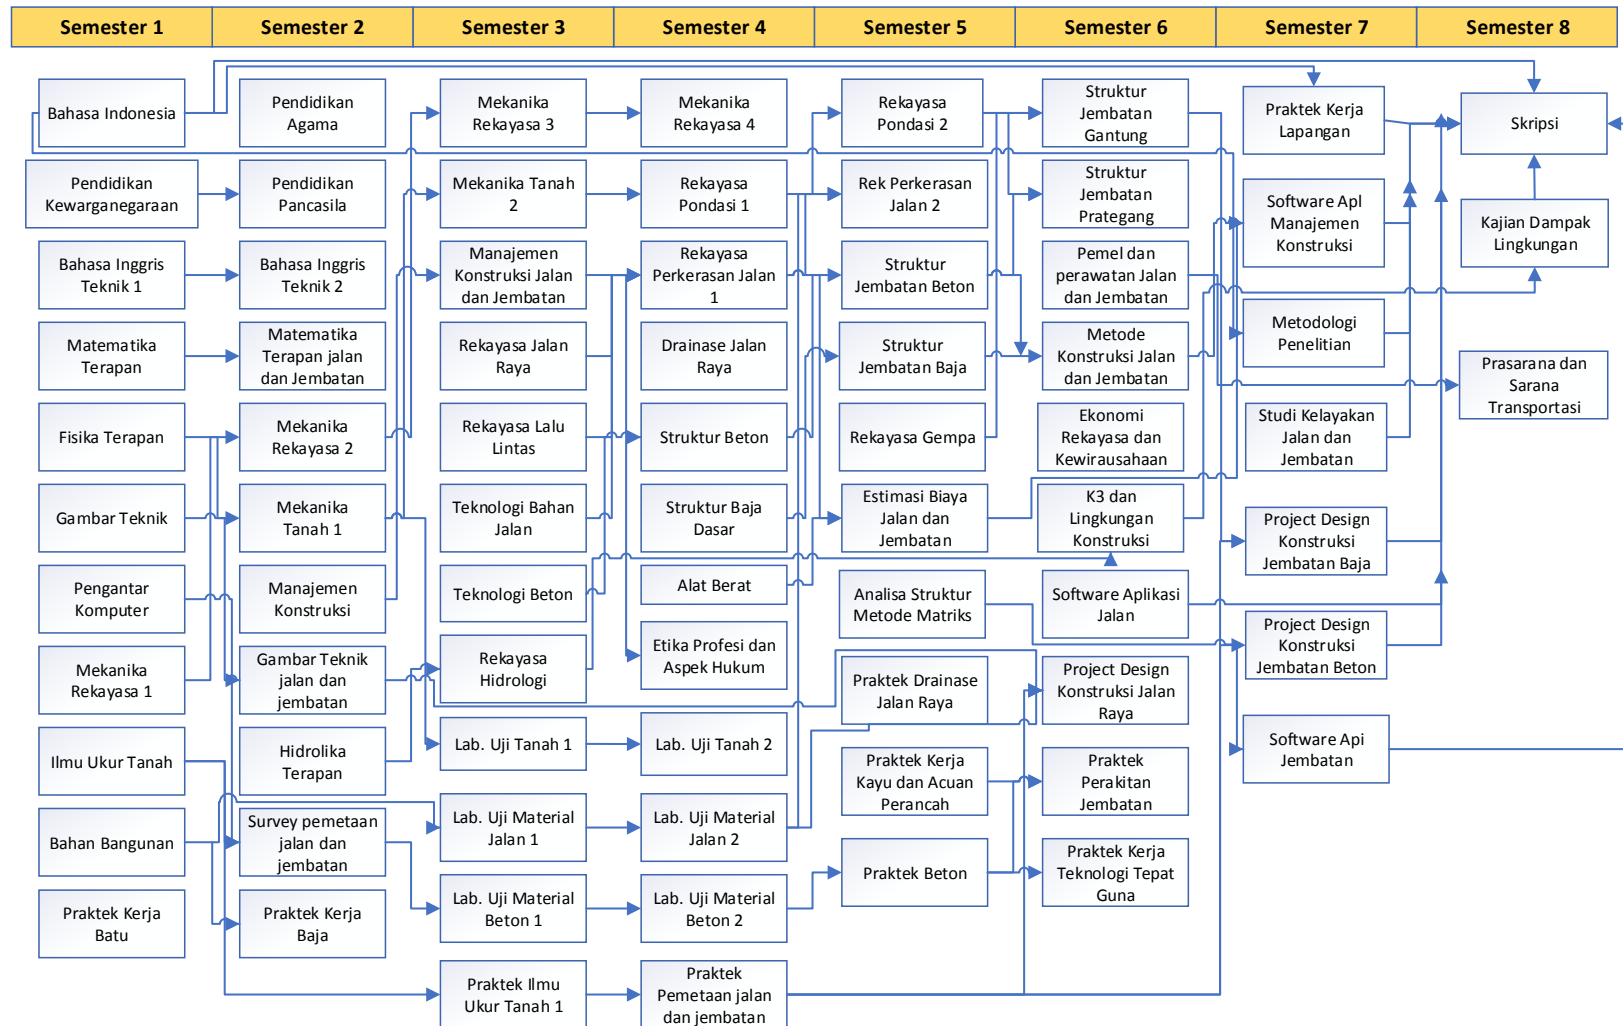 Semester 1
Semester 2
Semester 3
Semester 4
Semester 5
Semester 6
Semester 7
Semester 8
Bahasa Indonesia
Pendidikan
Kewarganegaraan
Bahasa Inggris
Teknik 1
Matematika
Terapan
Fisika Terapan
Gambar Teknik
Pengantar
Komputer
Mekanika
Rekayasa 1
Ilmu Ukur Tanah
Bahan Bangunan
Praktek Kerja
Batu
Pendidikan
Agama
Pendidikan
Pancasila
Bahasa Inggris
Teknik 2
Matematika
Terapan jalan
dan Jembatan
Mekanika
Rekayasa 2
Mekanika
Tanah 1
Manajemen
Konstruksi
Gambar Teknik
jalan dan
jembatan
Hidrolika
Terapan
Survey pemetaan
jalan dan
jembatan
Praktek Kerja
Baja
Mekanika
Rekayasa 3
Mekanika Tanah
2
Manajemen
Konstruksi Jalan
dan Jembatan
Rekayasa Jalan
Raya
Rekayasa Lalu
Lintas
Teknologi Bahan
Jalan
Teknologi Beton
Rekayasa
Hidrologi
Lab. Uji Tanah 1
Lab. Uji Material
Jalan 1
Lab. Uji Material
Beton 1
Praktek Ilmu
Ukur Tanah 1
Mekanika
Rekayasa 4
Rekayasa
Pondasi 1
Rekayasa
Perkerasan Jalan
1
Drainase Jalan
Raya
Struktur Beton
Struktur Baja
Dasar
Alat Berat
Etika Profesi dan
Aspek Hukum
Lab. Uji Tanah 2
Lab. Uji Material
Jalan 2
Lab. Uji Material
Beton 2
Praktek
Pemetaan jalan
dan jembatan
Rekayasa
Pondasi 2
Rek Perkerasan
Jalan 2
Struktur
Jembatan Beton
Struktur
Jembatan Baja
Rekayasa Gempa
Estimasi Biaya
Jalan dan
Jembatan
Analisa Struktur
Metode Matriks
Praktek Drainase
Jalan Raya
Praktek Kerja
Kayu dan Acuan
Perancah
Praktek Beton
Struktur
Jembatan
Gantung
Struktur
Jembatan
Prategang
Pemel dan
perawatan Jalan
dan Jembatan
Metode
Konstruksi Jalan
dan Jembatan
Ekonomi
Rekayasa dan
Kewirausahaan
K3 dan
Lingkungan
Konstruksi
Software Aplikasi
Jalan
Project Design
Konstruksi Jalan
Raya
Praktek
Perakitan
Jembatan
Praktek Kerja
Teknologi Tepat
Guna
Praktek Kerja
Lapangan
Software Apl
Manajemen
Konstruksi
Metodologi
Penelitian
Studi Kelayakan
Jalan dan
Jembatan
Project Design
Konstruksi
Jembatan Baja
Project Design
Konstruksi
Jembatan Beton
Software Api
Jembatan
Skripsi
Kajian Dampak
Lingkungan
Prasarana dan
Sarana
Transportasi